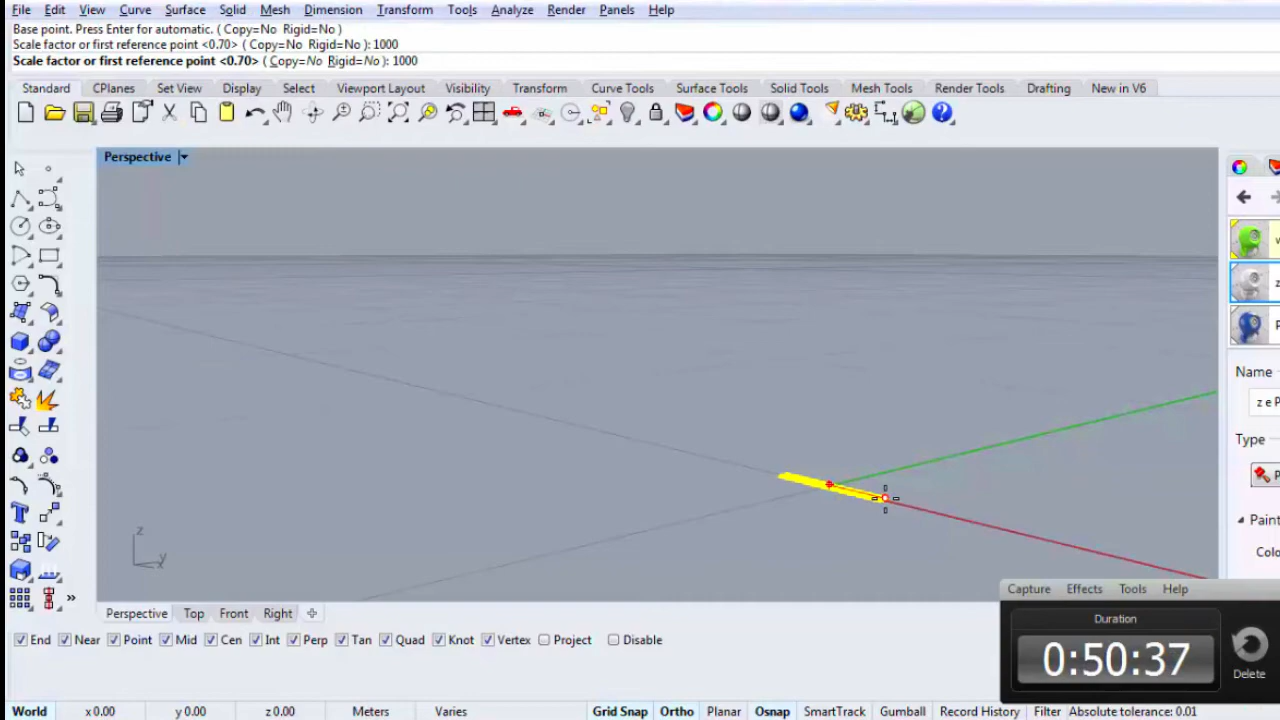 File Edit View Curve Surface Solid Mesh Dimension Transform Tools Analyze Render Panels Help
Base point. Press Enter for automatic. ( Copy=No Rigid=No )
Scale factor or first reference point <0.70> ( Copy=No Rigid=No ): 1000
Scale factor or first reference point <0.70> ( Copy=No Rigid=No ): 1000
Standard CPlanes Set View Display Select Viewport Layout Visibility Transform Curve Tools Surface Tools Solid Tools Mesh Tools Render Tools Drafting New in V6
Perspective
Name
z e P
Type
P
Pain
Colo
z
y
Capture Effects Tools Help
Duration
0:50:37
Delete
Perspective Top Front Right
End Near Point Mid Cen Int Perp Tan Quad Knot Vertex Project Disable
World x 0.00 y 0.00 z 0.00 Meters Varies Grid Snap Ortho Planar Osnap SmartTrack Gumball Record History Filter Absolute tolerance: 0.01